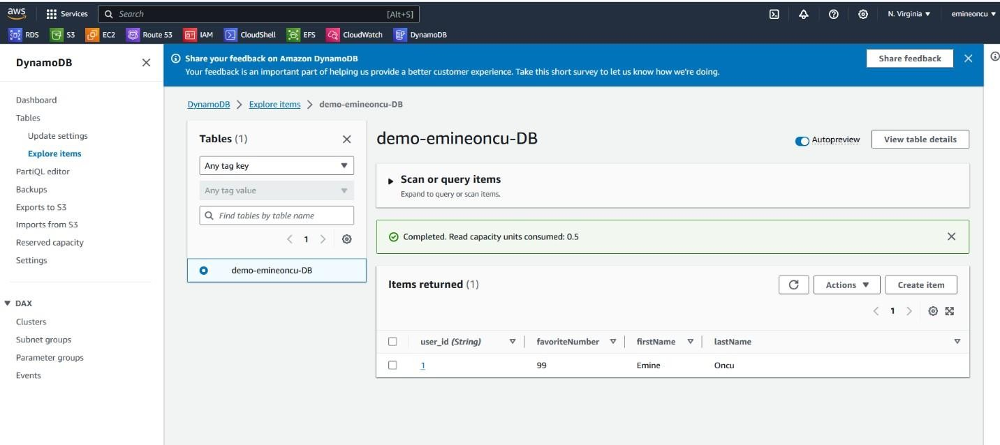 aws Services Search [Alt+S] N. Virginia ▼ emineoncu ▼
RDS S3 EC2 Route 53 IAM CloudShell EFS CloudWatch DynamoDB
DynamoDB
Dashboard
Tables
Update settings
Explore items
PartiQL editor
Backups
Exports to S3
Imports from S3
Reserved capacity
Settings
▼ DAX
Clusters
Subnet groups
Parameter groups
Events
Share your feedback on Amazon DynamoDB
Your feedback is an important part of helping us provide a better customer experience. Take this short survey to let us know how we're doing.
Share feedback
DynamoDB > Explore items > demo-emineoncu-DB
Tables (1)
Any tag key
Any tag value
Find tables by table name
< 1 >
demo-emineoncu-DB
demo-emineoncu-DB
Autopreview View table details
Scan or query items
Expand to query or scan items.
Completed. Read capacity units consumed: 0.5
Items returned (1)
Actions ▼ Create item
< 1 >
user_id (String) favoriteNumber firstName lastName
1 99 Emine Oncu